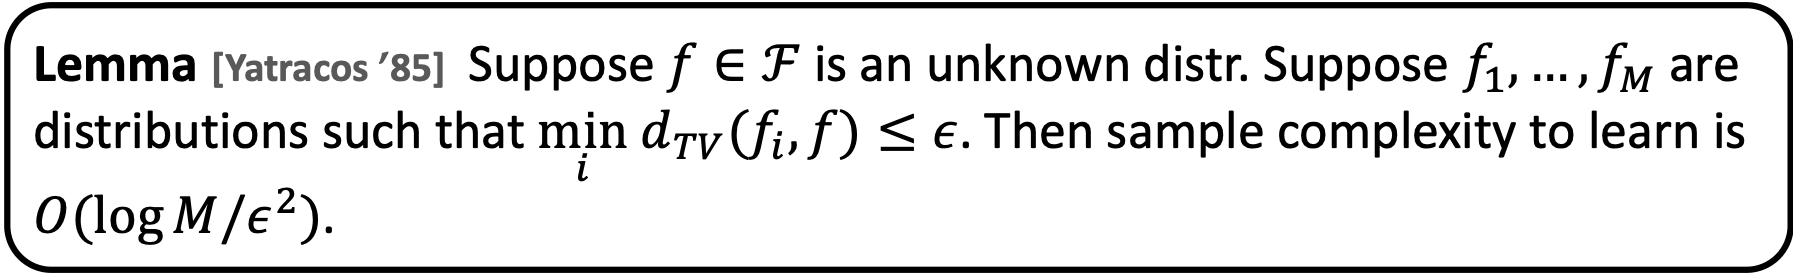 Lemma [Yatracos ’85] Suppose 𝑓 ∈ ℱ is an unknown distr. Suppose 𝑓₁, … , 𝑓_M are
distributions such that min_i d_TV(𝑓_i, 𝑓) ≤ ϵ. Then sample complexity to learn is
O(log M/ϵ²).